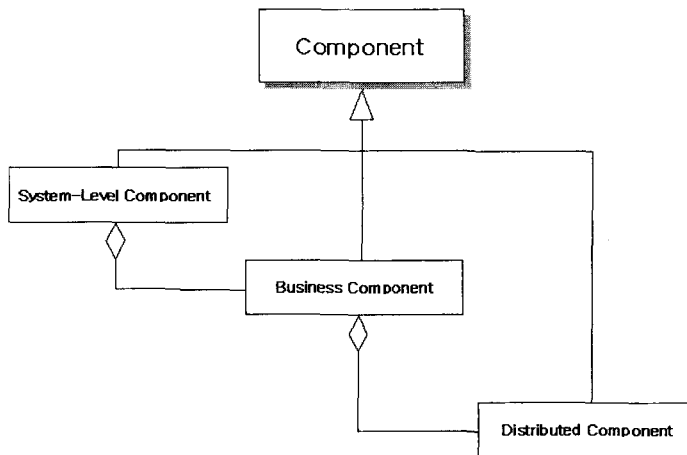 Component
System-Level Component
Business Component
Distributed Component